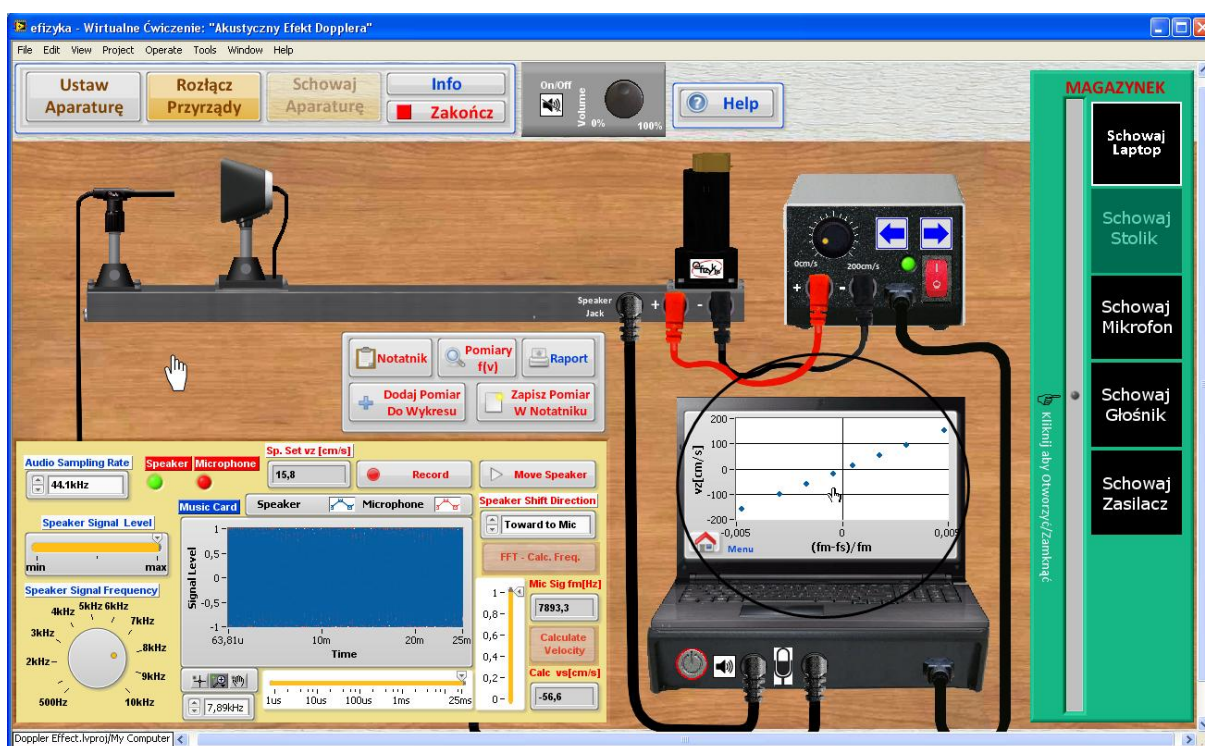 efizyka - Wirtualne Ćwiczenie: "Akustyczny Efekt Dopplera"
File Edit View Project Operate Tools Window Help
Ustaw
Aparaturę
Rozłącz
Przyrządy
Schowaj
Aparaturę
Info
Zakończ
On/Off
Volume
0%
100%
Help
MAGAZYNEK
Schowaj
Laptop
Schowaj
Stolik
Schowaj
Mikrofon
Schowaj
Głośnik
Schowaj
Zasilacz
Kliknij aby Otworzyć/Zamknąć
0cm/s
200cm/s
+
-
I
O
Speaker
Jack
+
-
Notatnik
Pomiary
f(v)
Raport
Dodaj Pomiar
Do Wykresu
Zapisz Pomiar
W Notatniku
200
100
0
-100
-200
vz[cm/s]
-0,005
0
0,009
(fm-fs)/fm
Menu
Audio Sampling Rate
44.1kHz
Speaker
Microphone
Sp. Set vz [cm/s]
15,8
Record
Move Speaker
Speaker Signal Level
min
max
Music Card
Speaker
Microphone
Speaker Shift Direction
Toward to Mic
FFT - Calc. Freq.
Speaker Signal Frequency
500Hz
2kHz
3kHz
4kHz
5kHz
6kHz
7kHz
8kHz
9kHz
10kHz
Signal Level
1
0,5
0
-0,5
-1
63,81u
10m
20m
25m
Time
7,89kHz
1us
10us
100us
1ms
25ms
1
0,8
0,6
0,4
0,2
0
Mic Sig fm[Hz]
7893,3
Calculate
Velocity
Calc vs[cm/s]
-56,6
Doppler Effect.lvproj/My Computer